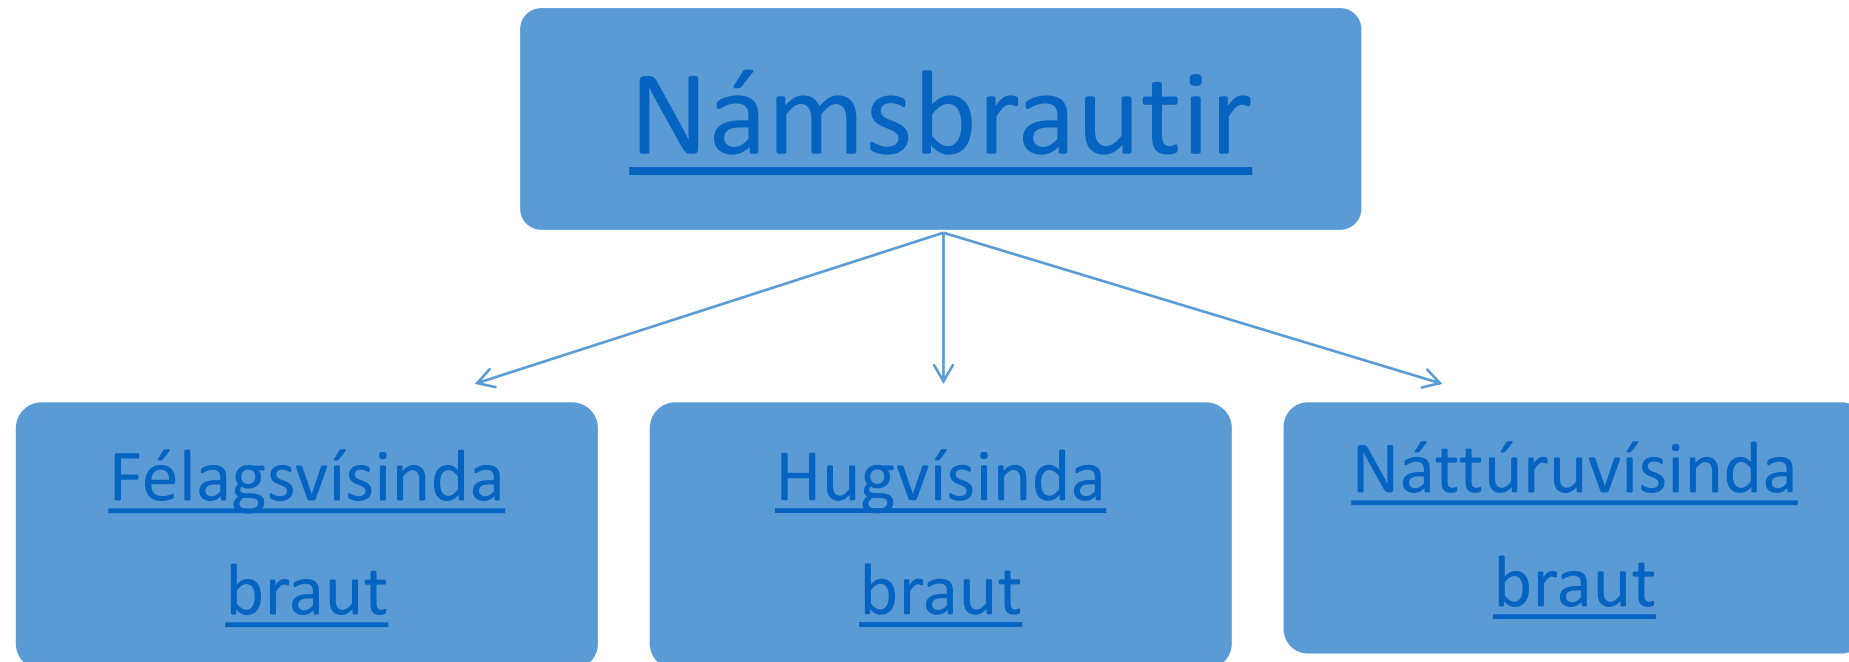 Námsbrautir
Félagsvísinda
braut
Hugvísinda
braut
Náttúruvísinda
braut